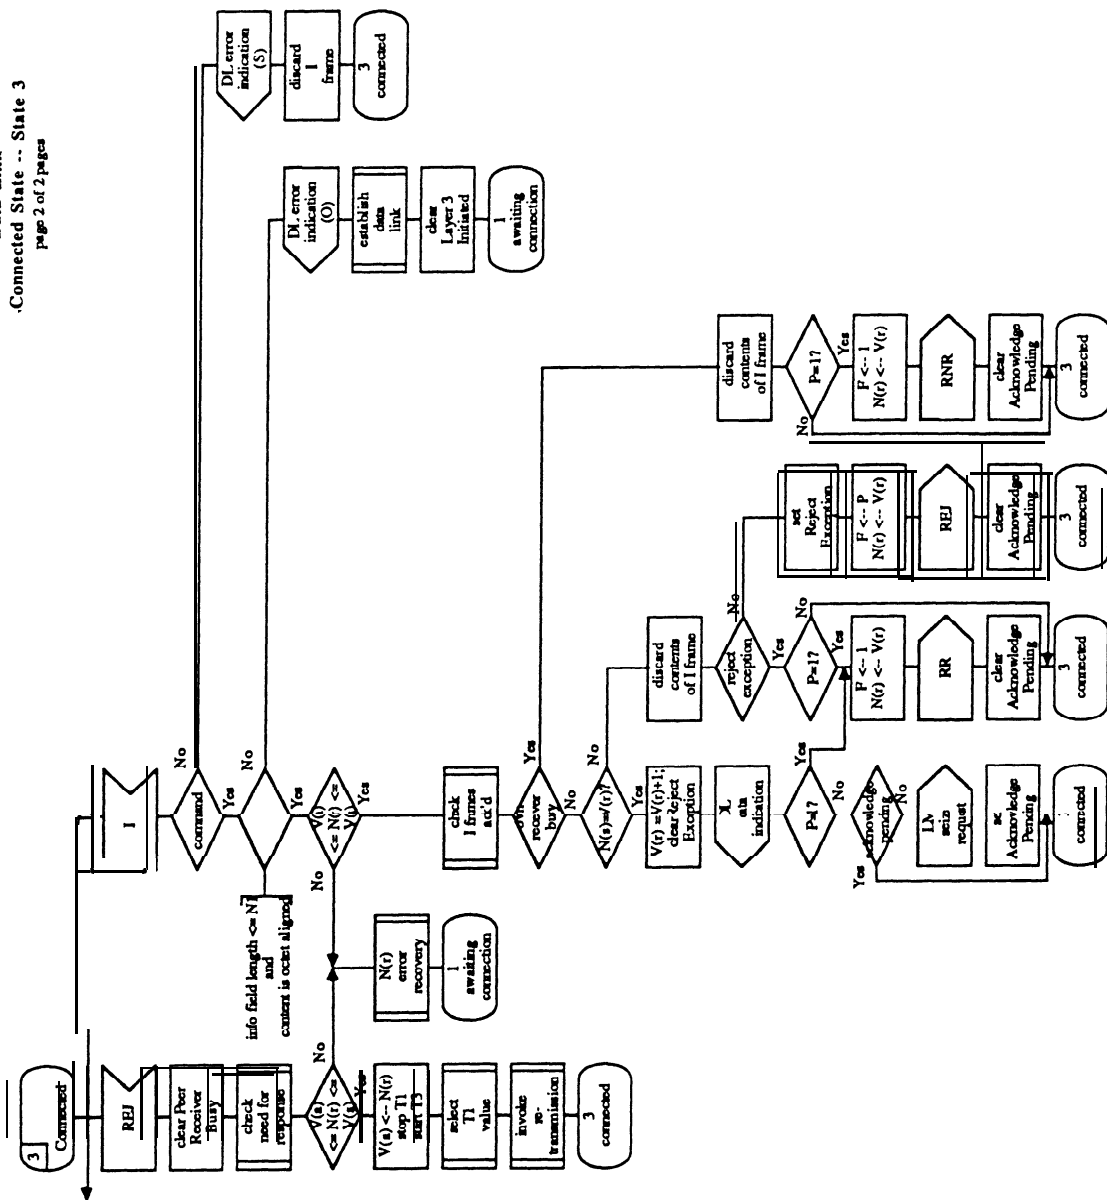 .Connected State -- State 3
page 2 of 2 pages
3
Connected
REJ
clear Peer
Receiver
Busy
check
need for
response
V(a)
<= N(r) <=
V(s)
No
Yes
V(a) <-- N(r)
stop T1
start T3
select
T1
value
invoke
re-
transmission
3
connected
I
command
No
Yes
info field length <= N1
and
content is octet aligned
No
Yes
<= N() <=
No
Yes
N(r)
error
recovery
1
awaiting
connection
DL error
indication
(S)
discard
I
frame
3
connected
DL error
indication
(O)
establish
data
link
clear
Layer 3
Initiated
1
awaiting
connection
check
I frmes
own
recever
busy
Yes
No
No
Yes
V(r) =V(r)+1;
clear Reject
Exception
indication
Yes
No
acknowledge
pending
No
Yes
seiz
request
Pending
connected
discard
contents
of I frame
reject
exception
No
Yes
P=1?
No
Yes
F <-- 1
N(r) <-- V(r)
RR
clear
Acknowledge
Pending
3
connected
set
Reject
Exception
F <-- P
N(r) <-- V(r)
REJ
clear
Acknowledge
Pending
3
connected
discard
contents
of I frame
P=1?
No
Yes
F <-- 1
N(r) <-- V(r)
RNR
clear
Acknowledge
Pending
3
connected